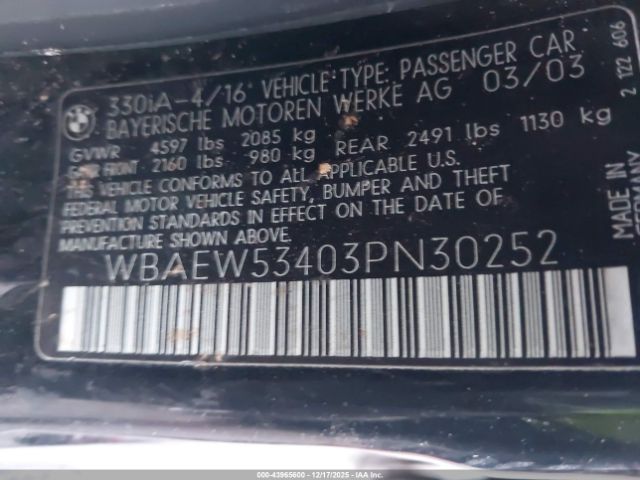 BMW
330iA-4/16 VEHICLE TYPE: PASSENGER CAR
BAYERISCHE MOTOREN WERKE AG 03/03
GVWR 4597 lbs 2085 kg
GAWR FRONT 2160 lbs 980 kg REAR 2491 lbs 1130 kg
THIS VEHICLE CONFORMS TO ALL APPLICABLE U.S.
FEDERAL MOTOR VEHICLE SAFETY, BUMPER AND THEFT
PREVENTION STANDARDS IN EFFECT ON THE DATE OF
MANUFACTURE SHOWN ABOVE.
WBAEW53403PN30252
2 122 606
MADE IN
GERMANY
00-43965600 · 12/17/2025 · IAA Inc.